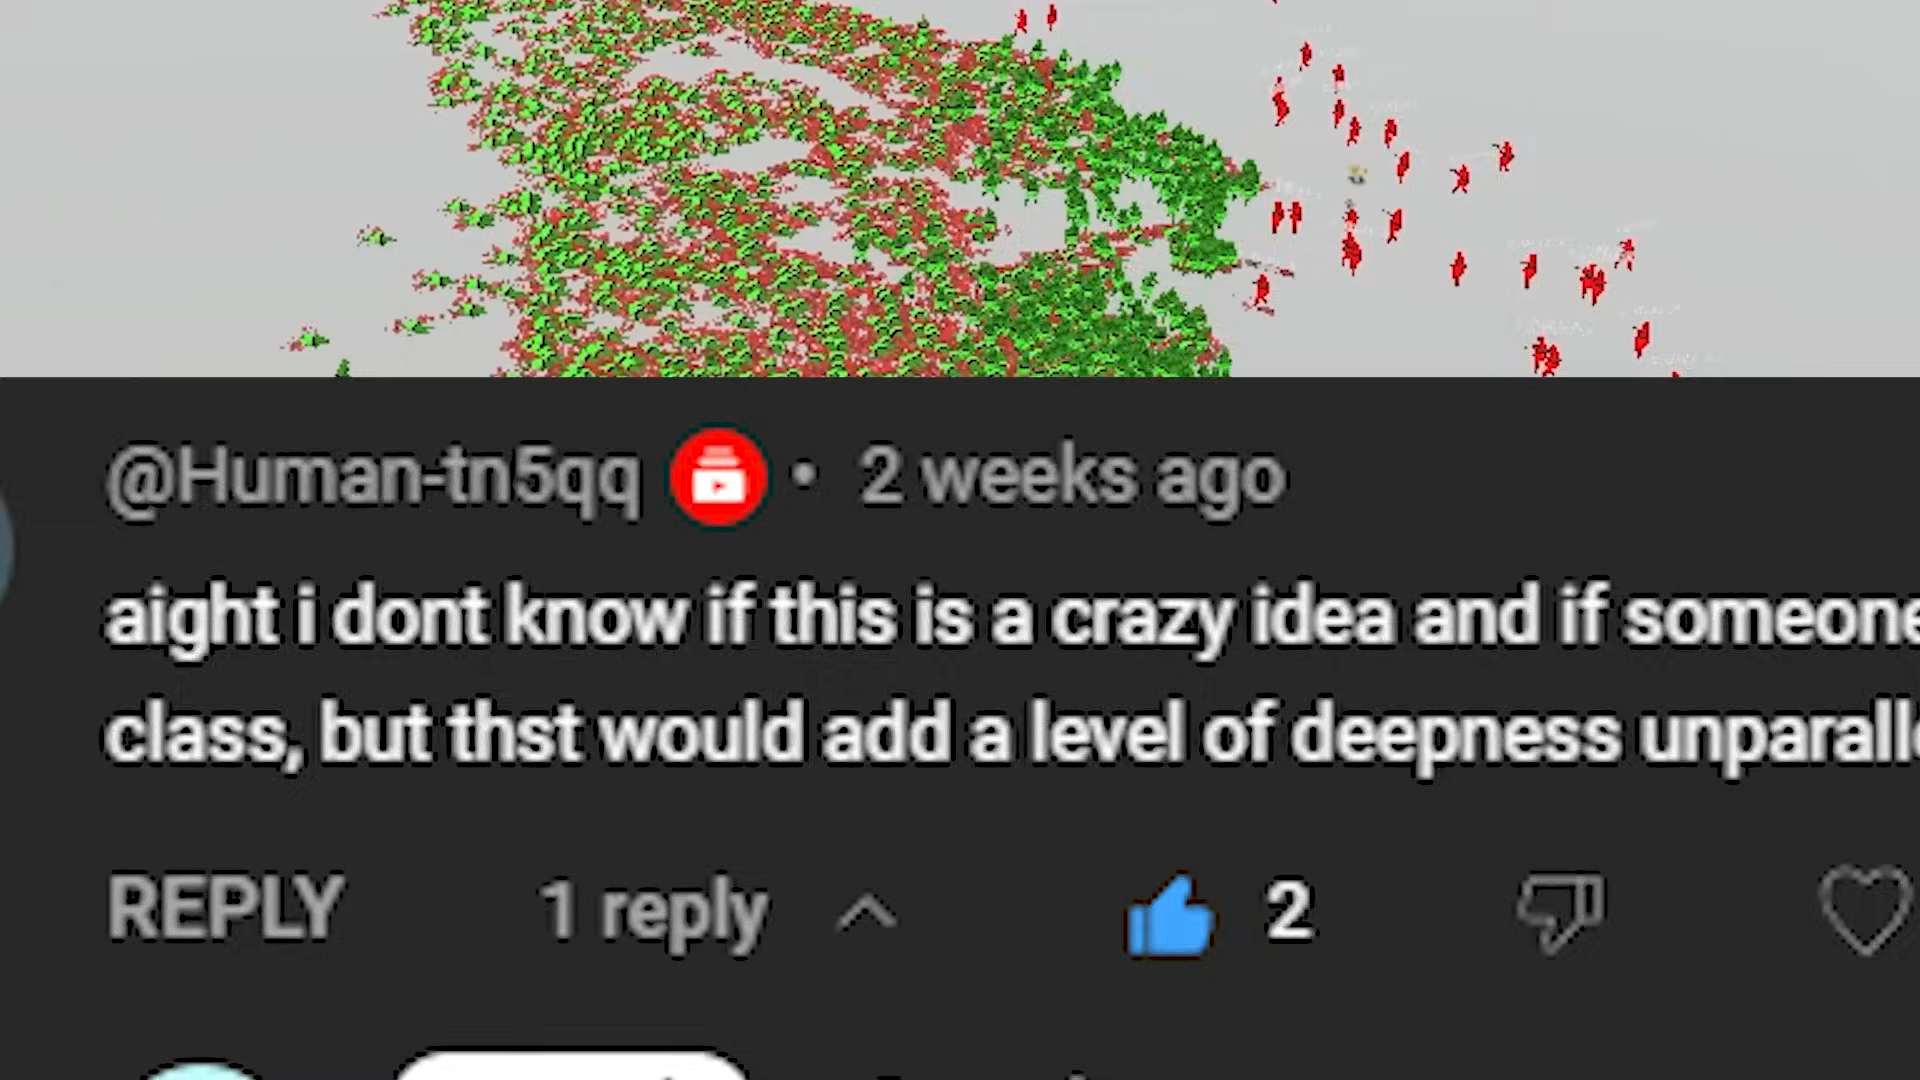 @Human-tn5qq • 2 weeks ago
aight i dont know if this is a crazy idea and if someone
class, but thst would add a level of deepness
REPLY 1 reply 2